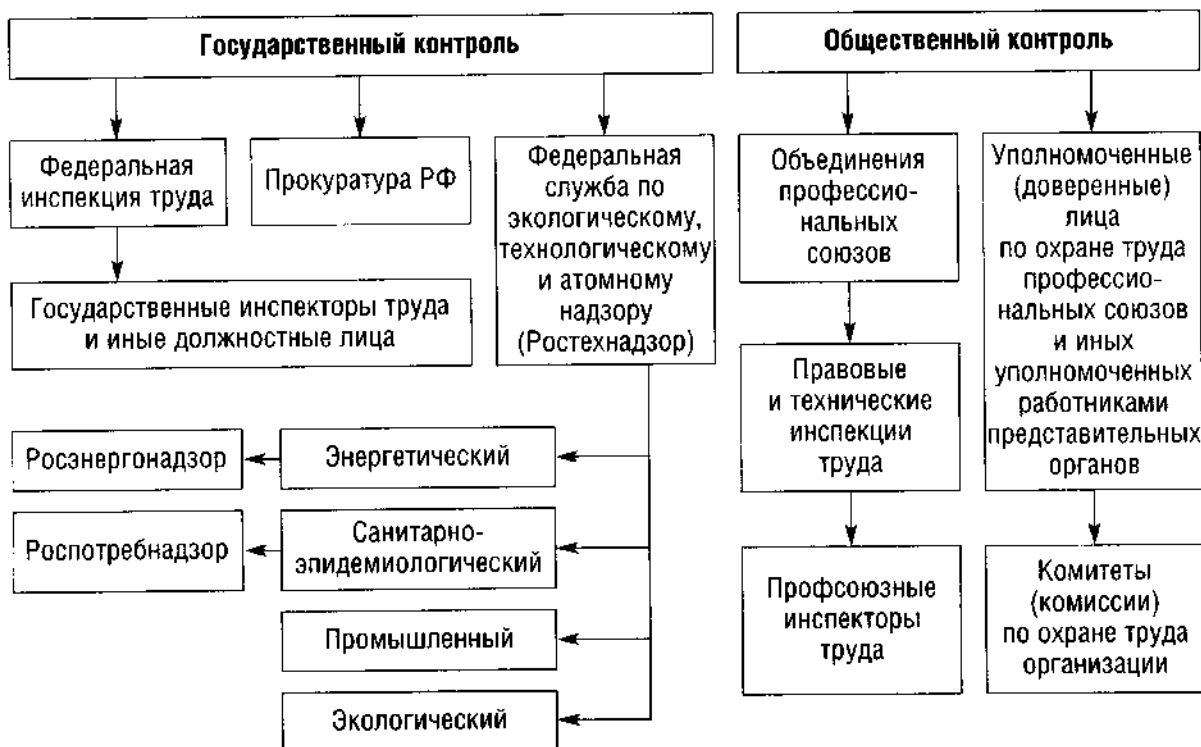 Государственный контроль
Федеральная
инспекция труда
Прокуратура РФ
Федеральная
служба по
экологическому,
технологическому
и атомному
надзору
(Ростехнадзор)
Государственные инспекторы труда
и иные должностные лица
Росэнергонадзор
Энергетический
Роспотребнадзор
Санитарно-
эпидемиологический
Промышленный
Экологический
Общественный контроль
Объединения
профессио-
нальных
союзов
Правовые
и технические
инспекции
труда
Профсоюзные
инспекторы
труда
Уполномоченные
(доверенные)
лица
по охране труда
профессио-
нальных союзов
и иных
уполномоченных
работниками
представительных
органов
Комитеты
(комиссии)
по охране труда
организации